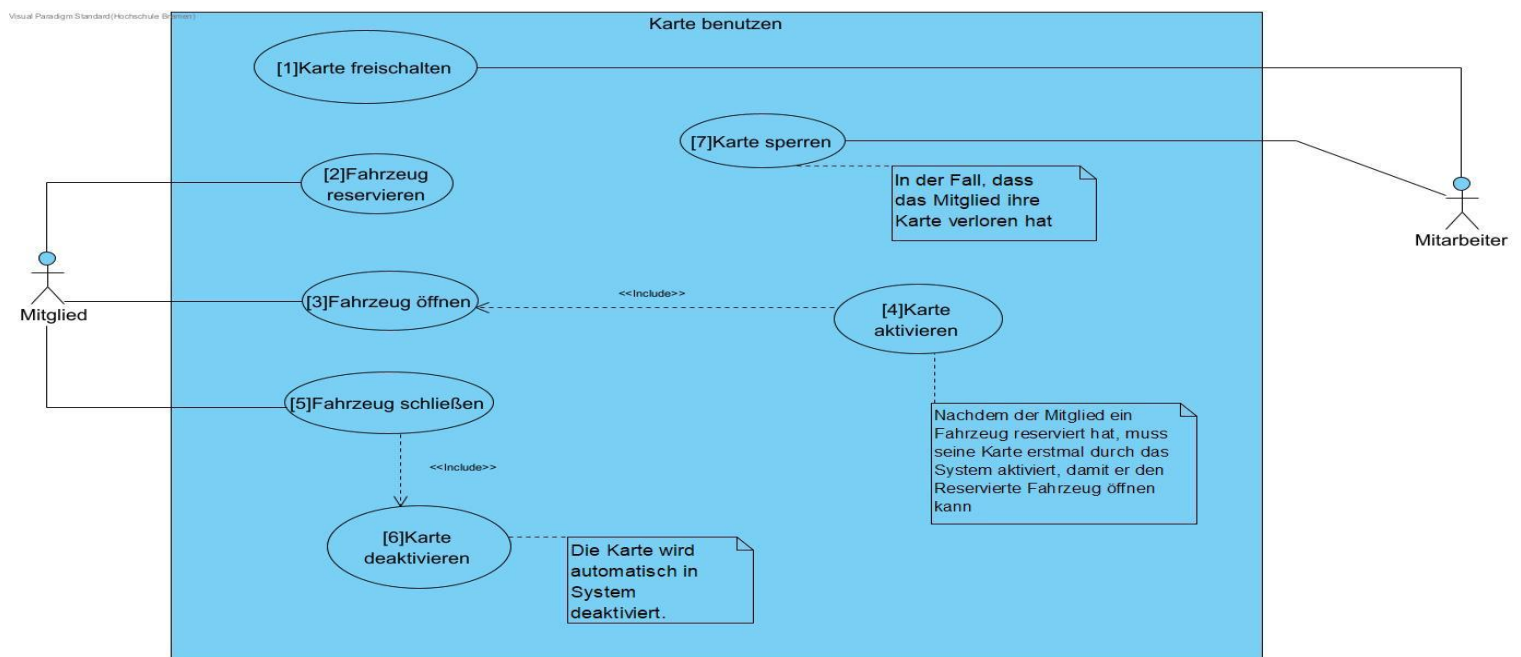 Visual Paradigm Standard(Hochschule Bremen)
Karte benutzen
[1]Karte freischalten
[7]Karte sperren
[2]Fahrzeug
reservieren
In der Fall, dass
das Mitglied ihre
Karte verloren hat
Mitarbeiter
Mitglied
[3]Fahrzeug öffnen
<<Include>>
[4]Karte
aktivieren
[5]Fahrzeug schließen
Nachdem der Mitglied ein
Fahrzeug reserviert hat, muss
seine Karte erstmal durch das
System aktiviert, damit er den
Reservierte Fahrzeug öffnen
kann
<<Include>>
[6]Karte
deaktivieren
Die Karte wird
automatisch in
System
deaktiviert.